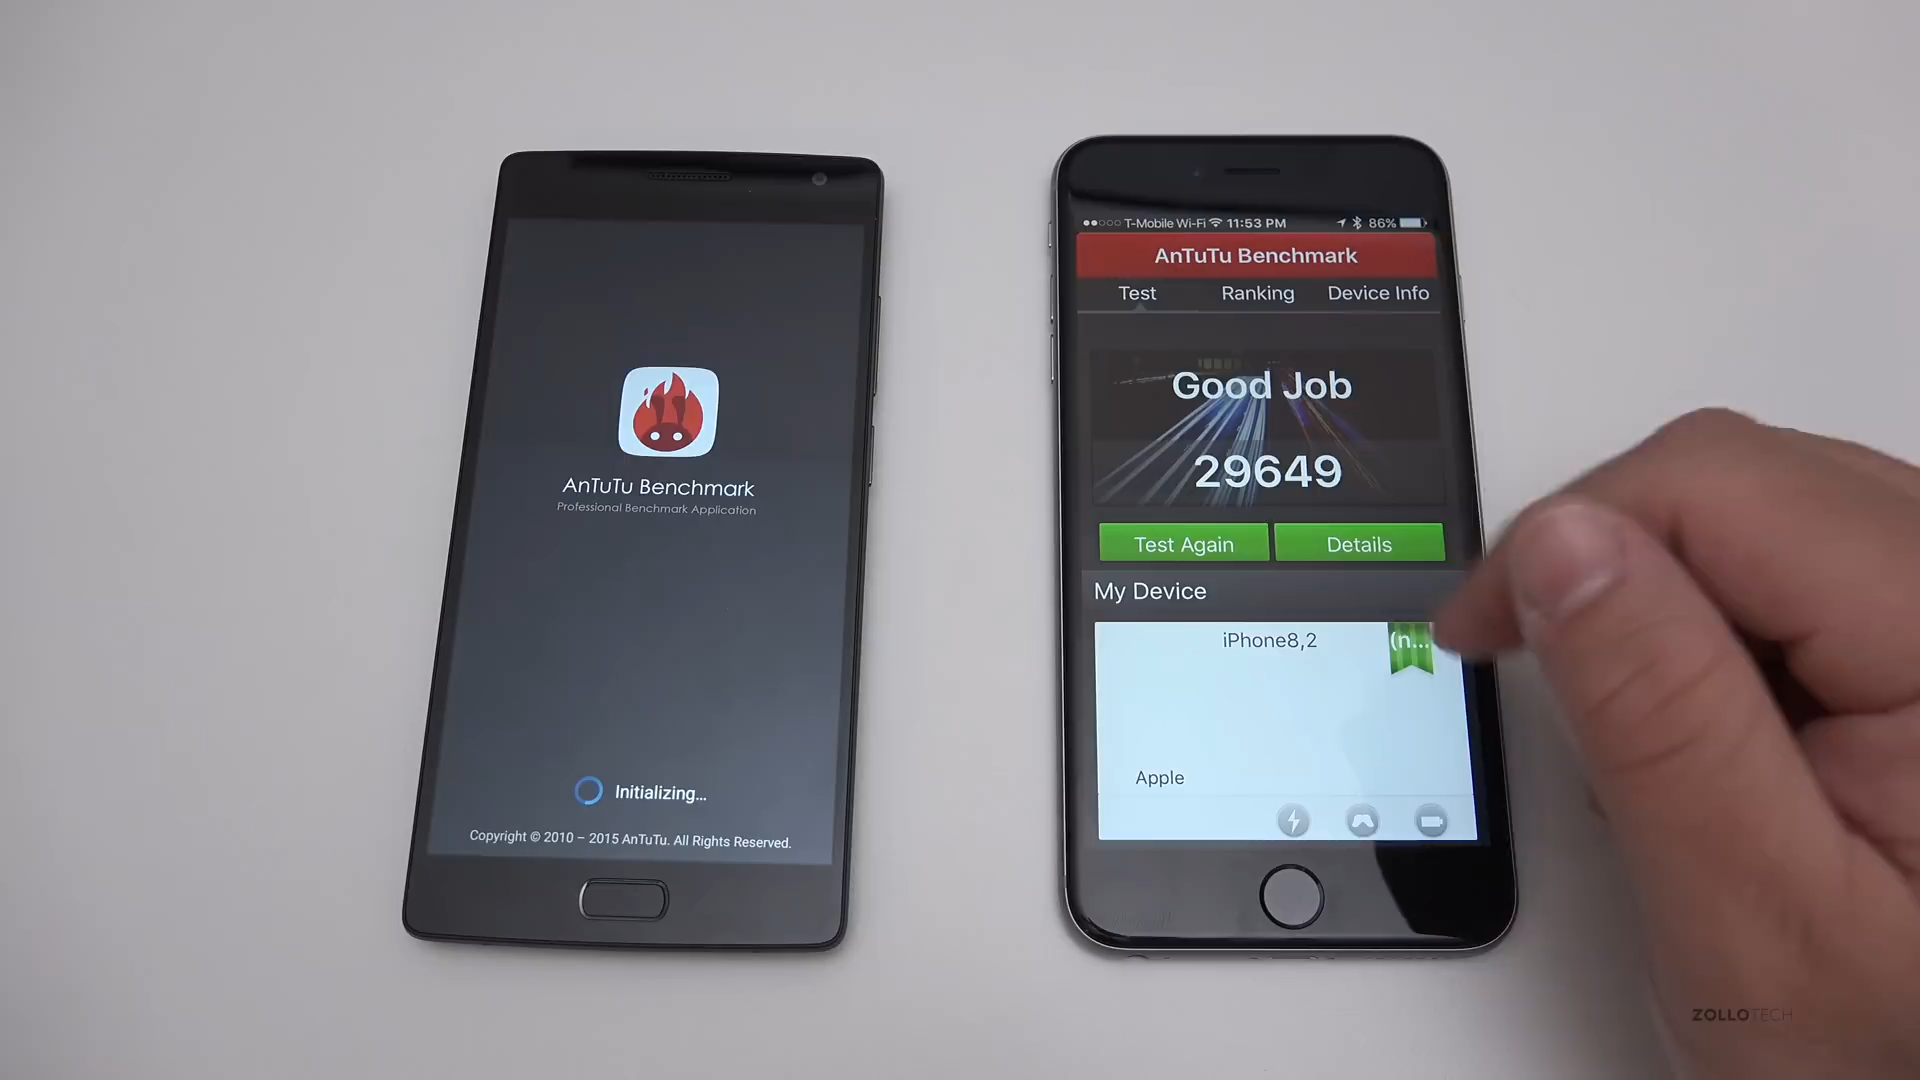 AnTuTu Benchmark
Professional Benchmark Application
Initializing...
Copyright © 2010 – 2015 AnTuTu. All Rights Reserved.
T-Mobile Wi-Fi 11:53 PM 86%
AnTuTu Benchmark
Test Ranking Device Info
Good Job
29649
Test Again Details
My Device
iPhone8,2 (n...
Apple
ZOLLOTECH